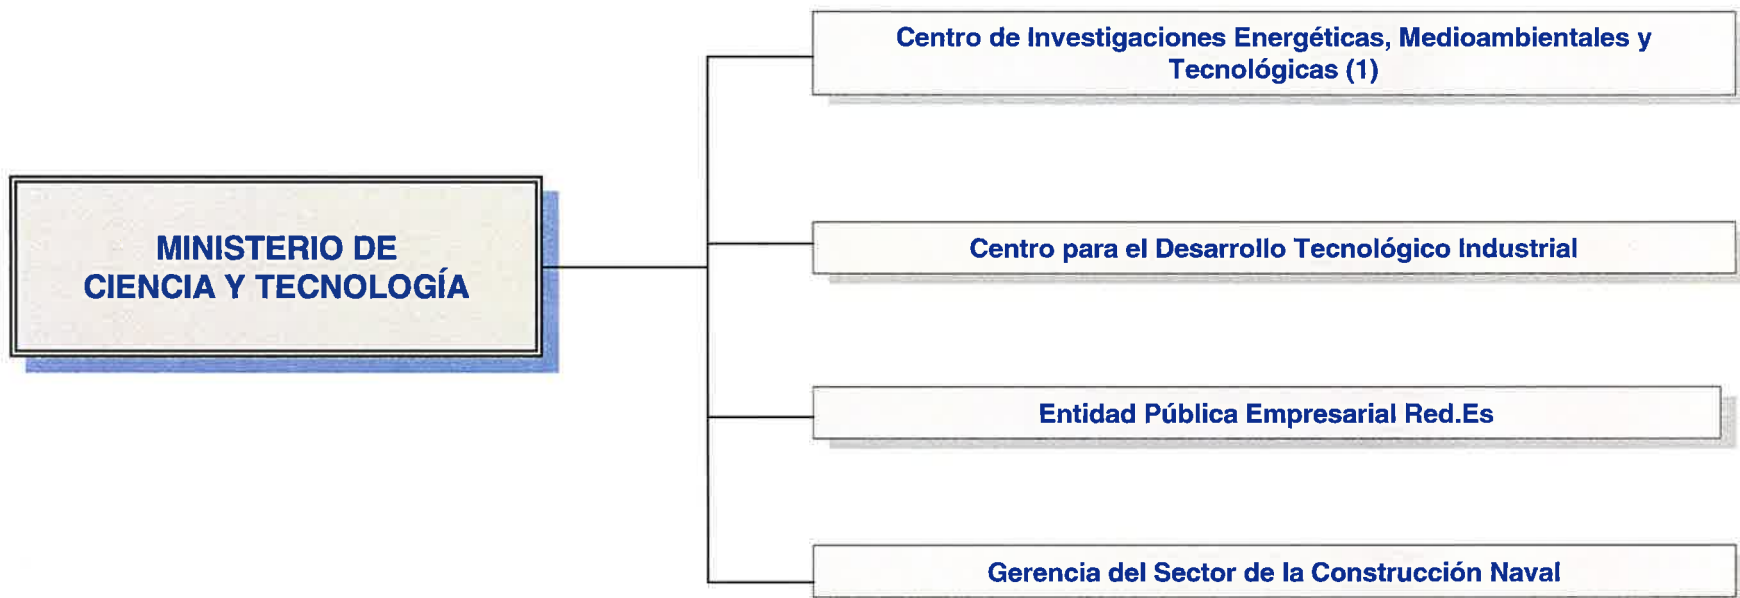 Centro de Investigaciones Energéticas, Medioambientales y
Tecnológicas (1)
MINISTERIO DE
CIENCIA Y TECNOLOGÍA
Centro para el Desarrollo Tecnológico Industrial
Entidad Pública Empresarial Red.Es
Gerencia del Sector de la Construcción Naval